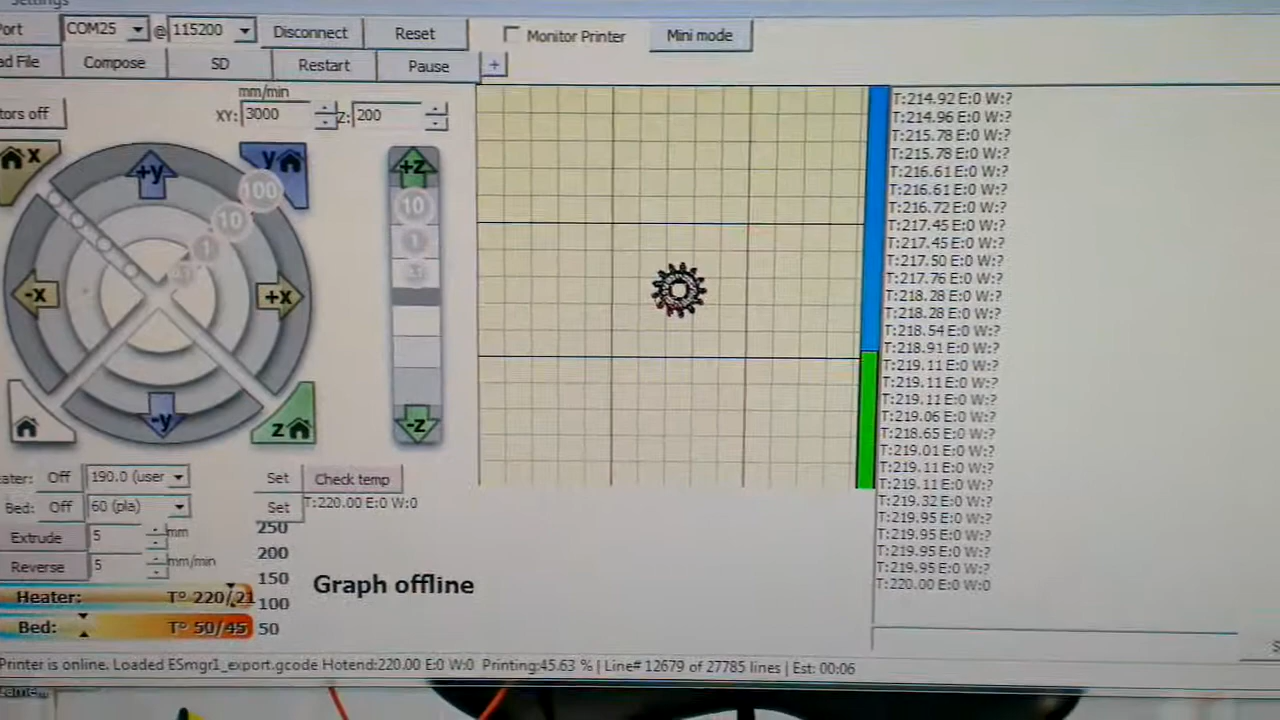 ort COM25 @ 115200 Disconnect Reset Monitor Printer Mini mode
ad File Compose SD Restart Pause +
tors off mm/min XY: 3000 Z: 200
x y +y +z
100
10 10
1 1
-x +x
-y -z
z
ater: Off 190.0 (user Set Check temp
Bed: Off 60 (pla) Set T:220.00 E:0 W:0
Extrude 5 mm
Reverse 5 mm/min
250
200
150
100
50
Graph offline
Heater: T° 220/21
Bed: T° 50/45
T:214.92 E:0 W:?
T:214.96 E:0 W:?
T:215.78 E:0 W:?
T:215.78 E:0 W:?
T:216.61 E:0 W:?
T:216.61 E:0 W:?
T:216.72 E:0 W:?
T:217.45 E:0 W:?
T:217.45 E:0 W:?
T:217.50 E:0 W:?
T:217.76 E:0 W:?
T:218.28 E:0 W:?
T:218.28 E:0 W:?
T:218.54 E:0 W:?
T:218.91 E:0 W:?
T:219.11 E:0 W:?
T:219.11 E:0 W:?
T:219.11 E:0 W:?
T:219.06 E:0 W:?
T:218.65 E:0 W:?
T:219.01 E:0 W:?
T:219.11 E:0 W:?
T:219.11 E:0 W:?
T:219.32 E:0 W:?
T:219.95 E:0 W:?
T:219.95 E:0 W:?
T:219.95 E:0 W:?
T:219.95 E:0 W:?
T:220.00 E:0 W:0
Printer is online. Loaded ESmgr1_export.gcode Hotend:220.00 E:0 W:0 Printing:45.63 % | Line# 12679 of 27785 lines | Est: 00:06